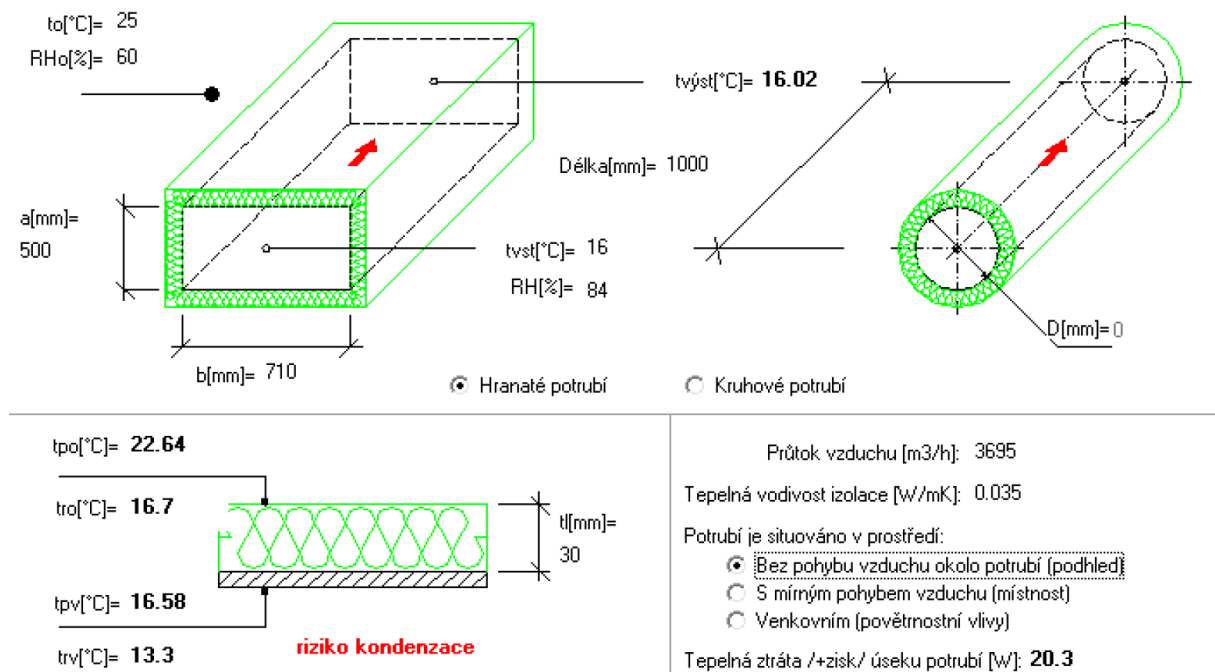 to[°C]= 25
RHo[%]= 60
tvýst[°C]= 16.02
Délka[mm]= 1000
a[mm]=
500
tvst[°C]= 16
RH[%]= 84
D[mm]= 0
b[mm]= 710
Hranaté potrubí
Kruhové potrubí
tpo[°C]= 22.64
tro[°C]= 16.7
tl[mm]=
30
tpv[°C]= 16.58
riziko kondenzace
trv[°C]= 13.3
Průtok vzduchu [m3/h]: 3695
Tepelná vodivost izolace [W/mK]: 0.035
Potrubí je situováno v prostředí:
Bez pohybu vzduchu okolo potrubí (podhled)
S mírným pohybem vzduchu (místnost)
Venkovním (povětrnostní vlivy)
Tepelná ztráta /+zisk/ úseku potrubí [W]: 20.3